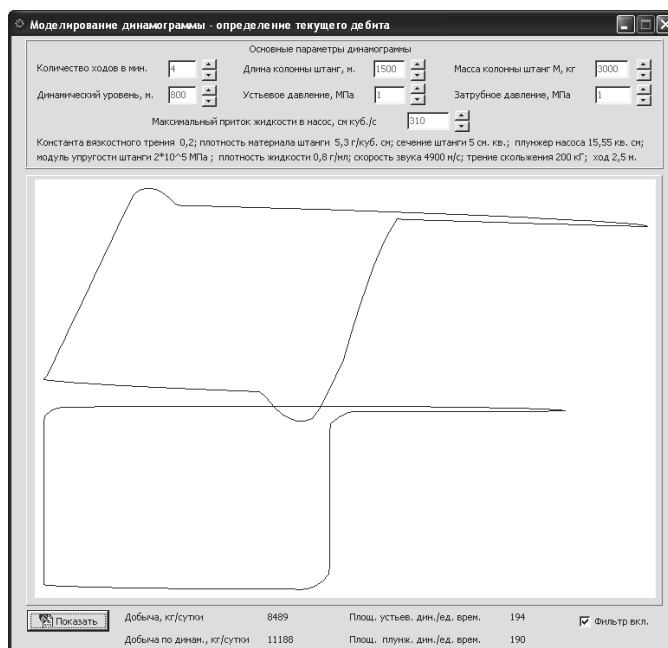 Моделирование динамограммы - определение текущего дебита
Основные параметры динамограммы
Количество ходов в мин. 4 Длина колонны штанг, м. 1500 Масса колонны штанг М, кг 3000
Динамический уровень, м. 800 Устьевое давление, МПа 1 Затрубное давление, МПа 1
Максимальный приток жидкости в насос, см куб./с 310
Константа вязкостного трения 0,2; плотность материала штанги 5,3 г/куб. см; сечение штанги 5 см. кв.; плунжер насоса 15,55 кв. см;
модуль упругости штанги 2*10^5 МПа ; плотность жидкости 0,8 г/мл; скорость звука 4900 м/с; трение скольжения 200 кГ; ход 2,5 м.
Показать Добыча, кг/сутки 8489 Площ. устьев. дин./ед. врем. 194 Фильтр вкл.
Добыча по динам., кг/сутки 11188 Площ. плунж. дин./ед. врем. 190